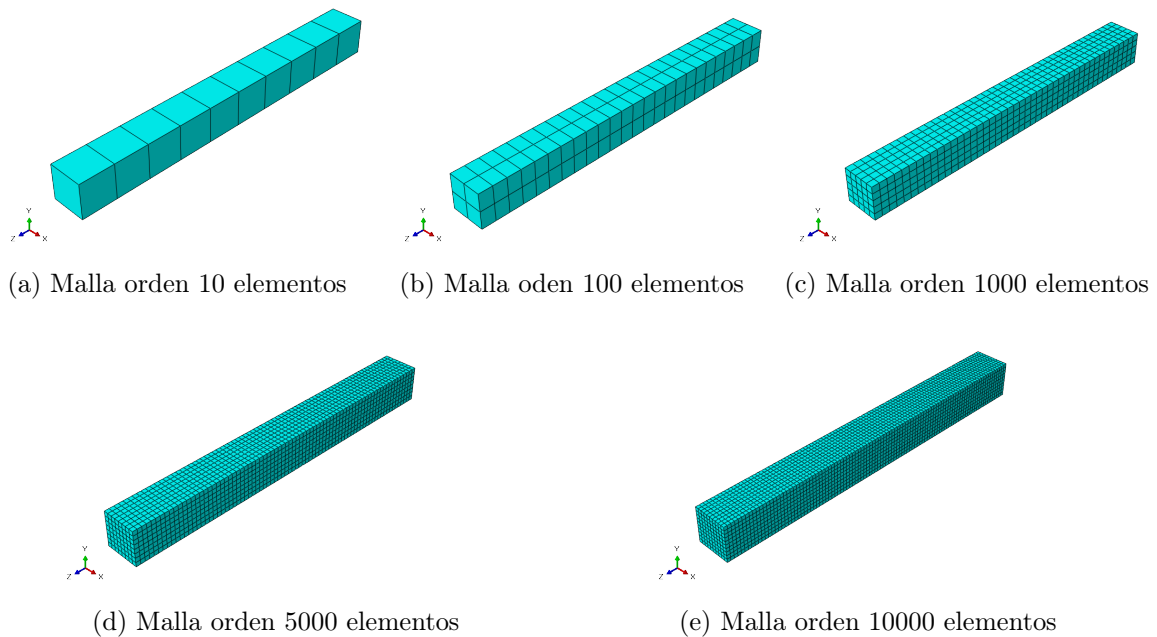 Y
Z
X
Y
Z
X
Y
Z
X
(a) Malla orden 10 elementos
(b) Malla oden 100 elementos
(c) Malla orden 1000 elementos
Y
Z
X
Y
Z
X
(d) Malla orden 5000 elementos
(e) Malla orden 10000 elementos